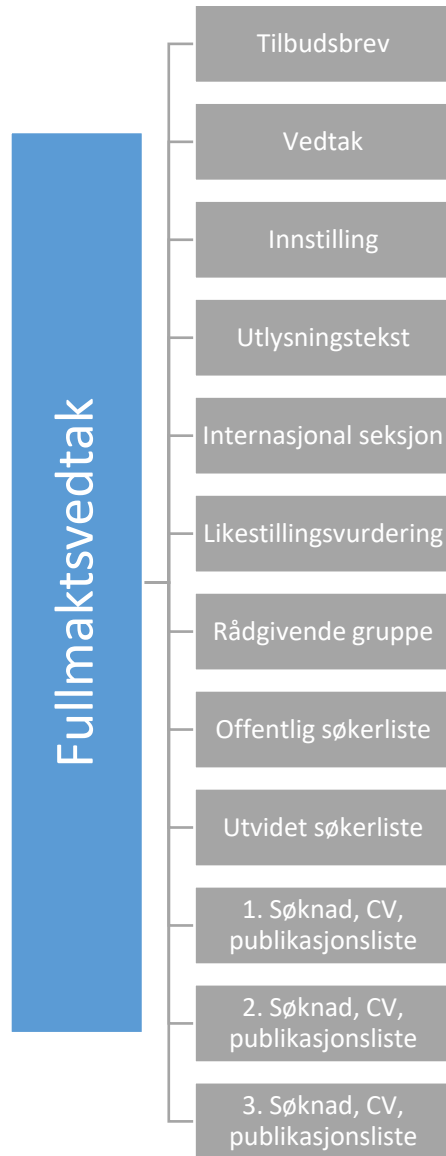 Fullmaktsvedtak
Tilbudsbrev
Vedtak
Innstilling
Utlysningstekst
Internasjonal seksjon
Likestillingsvurdering
Rådgivende gruppe
Offentlig søkerliste
Utvidet søkerliste
1. Søknad, CV,
publikasjonsliste
2. Søknad, CV,
publikasjonsliste
3. Søknad, CV,
publikasjonsliste